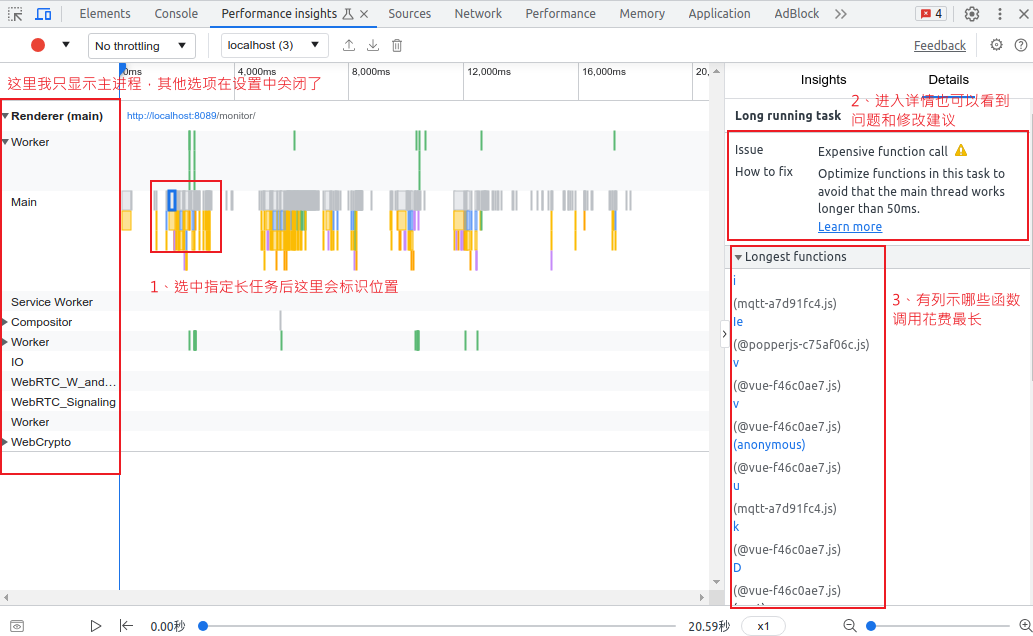 Elements Console Performance insights Sources Network Performance Memory Application AdBlock 4
No throttling localhost (3) Feedback
0ms 4,000ms 8,000ms 12,000ms 16,000ms 20,
这里我只显示主进程，其他选项在设置中关闭了
Renderer (main)
http://localhost:8089/monitor/
Worker
Main
1、选中指定长任务后这里会标识位置
Service Worker
Compositor
Worker
IO
WebRTC_W_and…
WebRTC_Signaling
Worker
WebCrypto
Insights Details
2、进入详情也可以看到
问题和修改建议
Long running task
Issue Expensive function call
How to fix Optimize functions in this task to
avoid that the main thread works
longer than 50ms.
Learn more
Longest functions
i
(mqtt-a7d91fc4.js)
le
(@popperjs-c75af06c.js)
v
(@vue-f46c0ae7.js)
v
(@vue-f46c0ae7.js)
(anonymous)
(@vue-f46c0ae7.js)
u
(mqtt-a7d91fc4.js)
k
(@vue-f46c0ae7.js)
D
(@vue-f46c0ae7.js)
3、有列示哪些函数
调用花费最长
0.00秒 20.59秒 x1